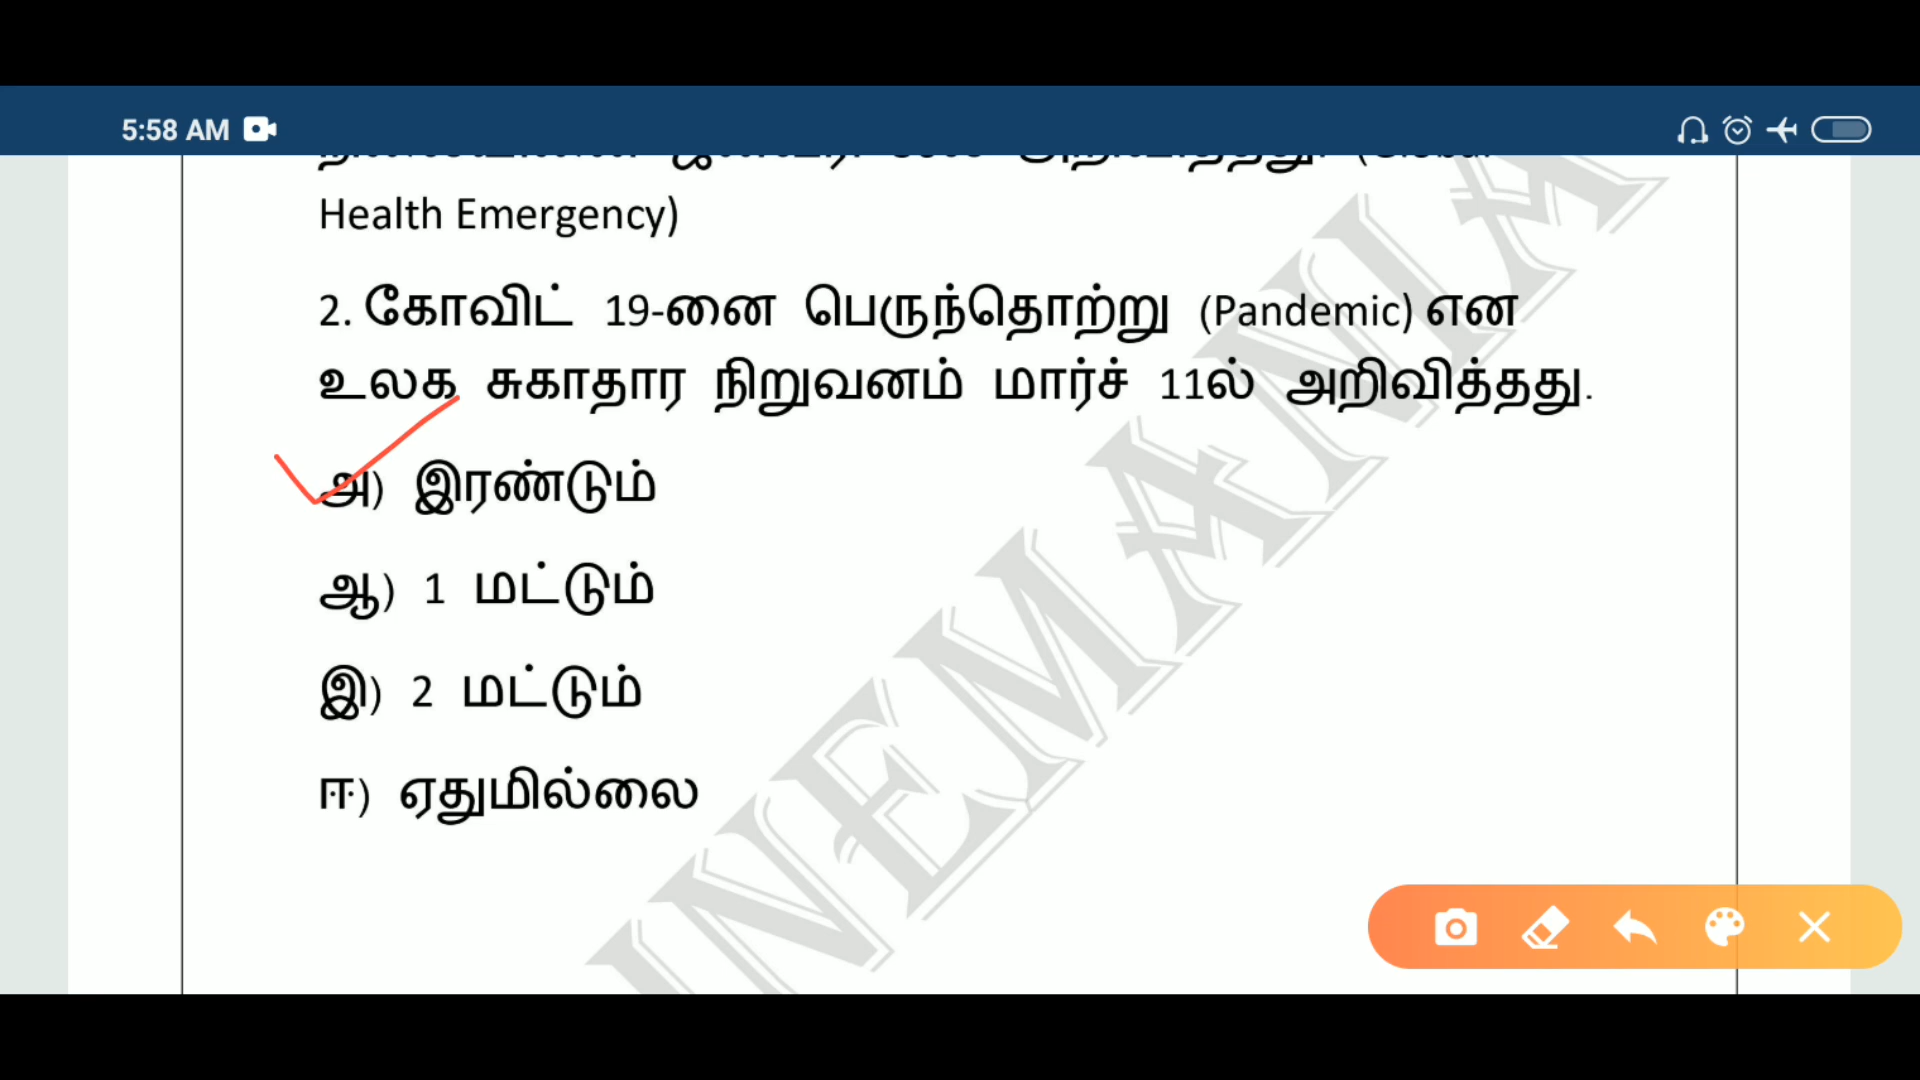 5:58 AM
Health Emergency)
2. கோவிட் 19-னை பெருந்தொற்று (Pandemic) என
உலக சுகாதார நிறுவனம் மார்ச் 11ல் அறிவித்தது.
அ) இரண்டும்
ஆ) 1 மட்டும்
இ) 2 மட்டும்
ஈ) ஏதுமில்லை